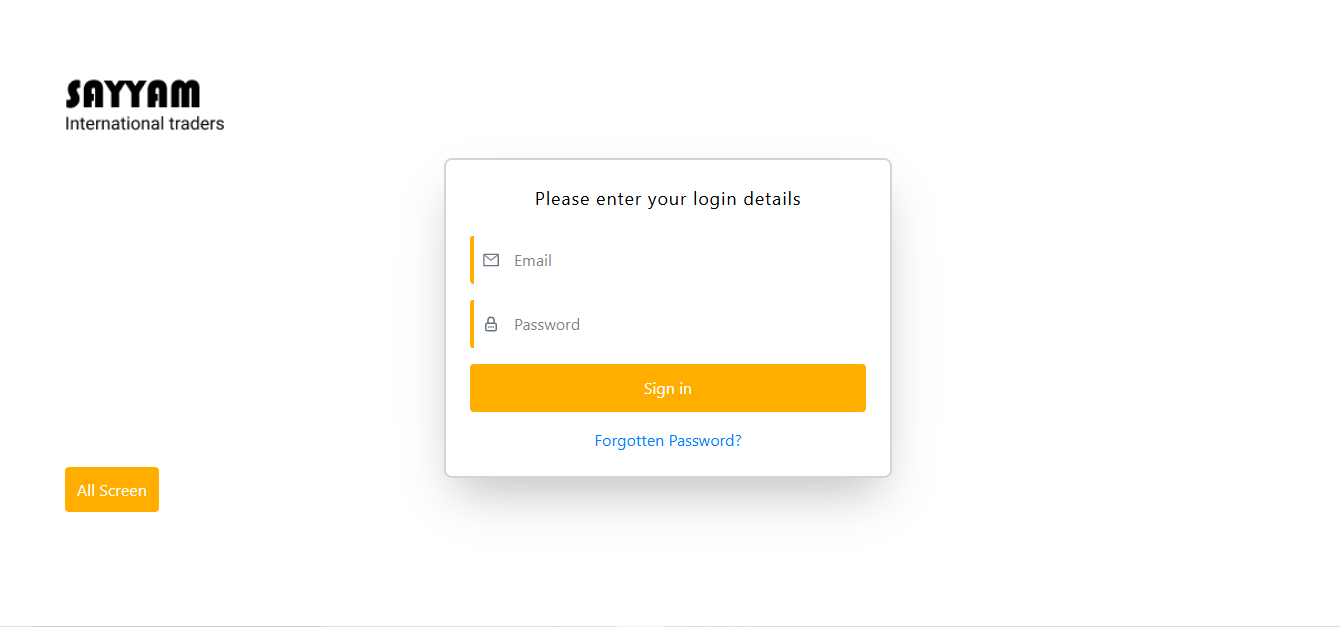 SAYYAM
International traders
Please enter your login details
Email
Password
Sign in
Forgotten Password?
All Screen